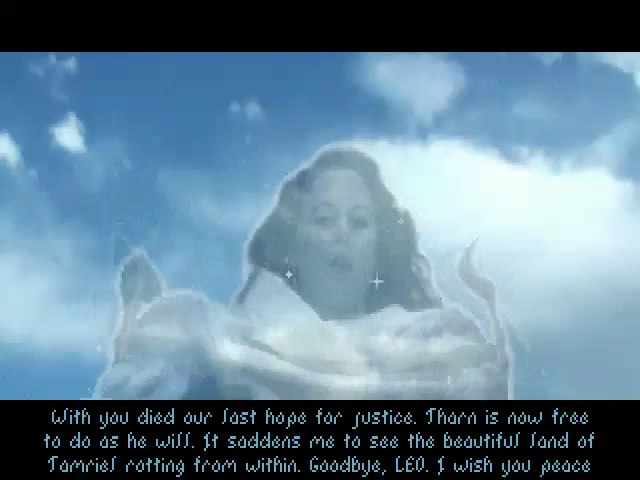 With you died our last hope for justice. Tharn is now free
to do as he will. It saddens me to see the beautiful land of
Tamriel rotting from within. Goodbye, LEO. I wish you peace